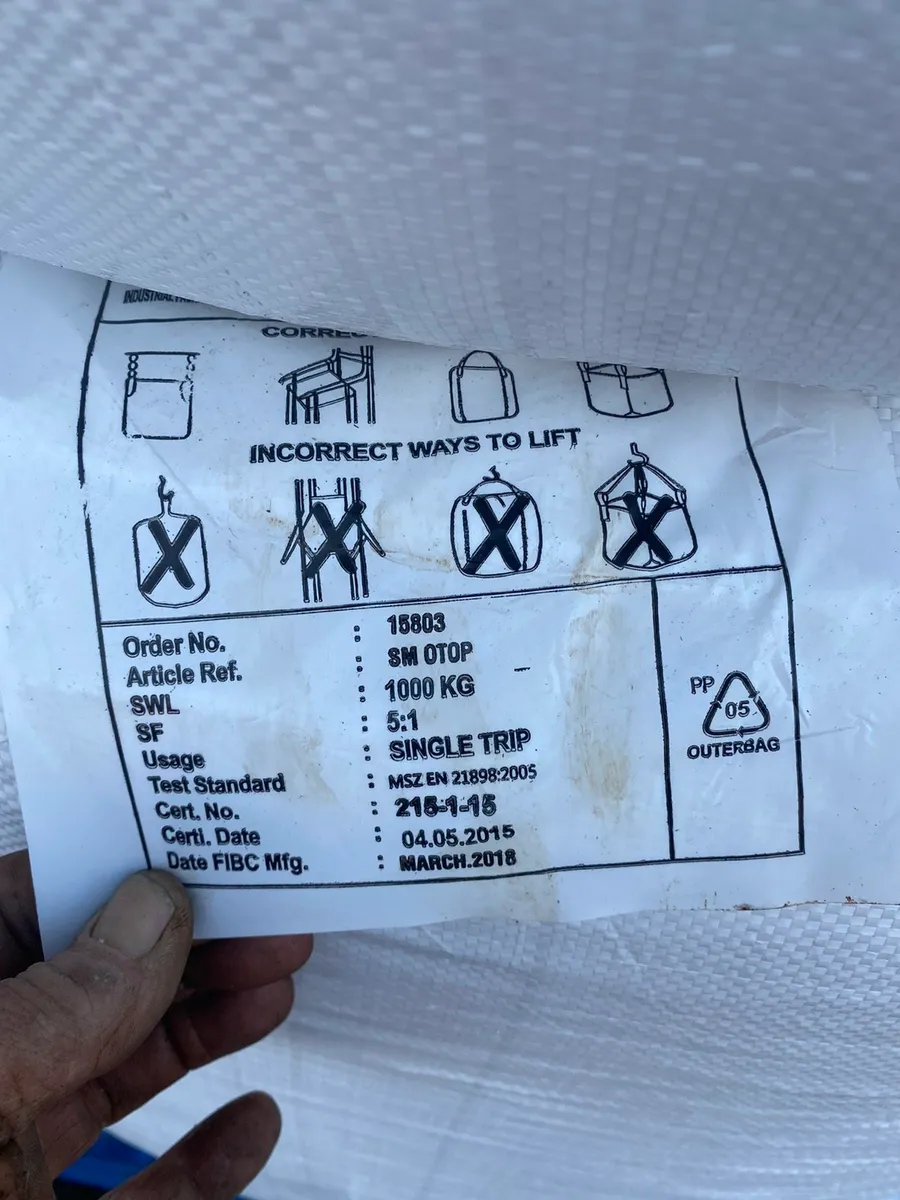 CORREC
INCORRECT WAYS TO LIFT
Order No. : 15803
Article Ref. : SM OTOP
SWL : 1000 KG
SF : 5:1
Usage : SINGLE TRIP
Test Standard : MSZ EN 21898:2005
Cert. No. : 215-1-15
Certi. Date : 04.05.2015
Date FIBC Mfg. : MARCH.2018
PP
05
OUTERBAG